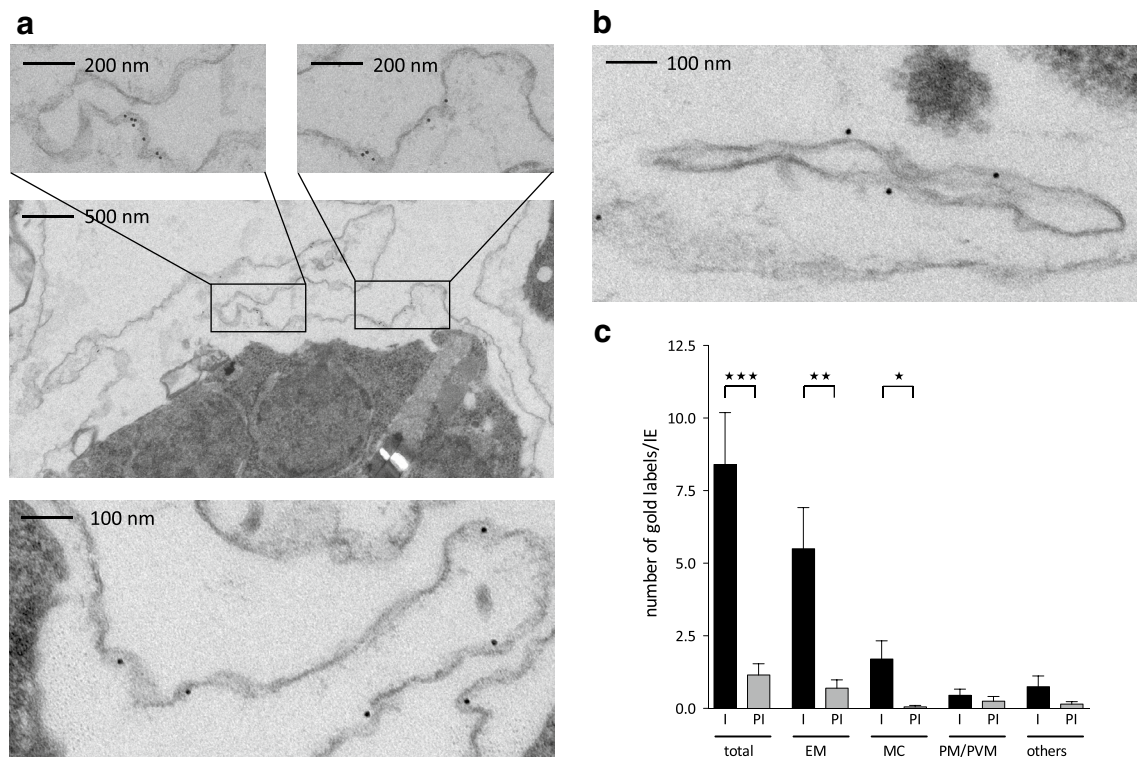 a
200 nm
200 nm
500 nm
100 nm
b
100 nm
c
number of gold labels/IE
12.5
★★★
★★
★
10.0
7.5
5.0
2.5
0.0
I PI I PI I PI I PI I PI
total EM MC PM/PVM others